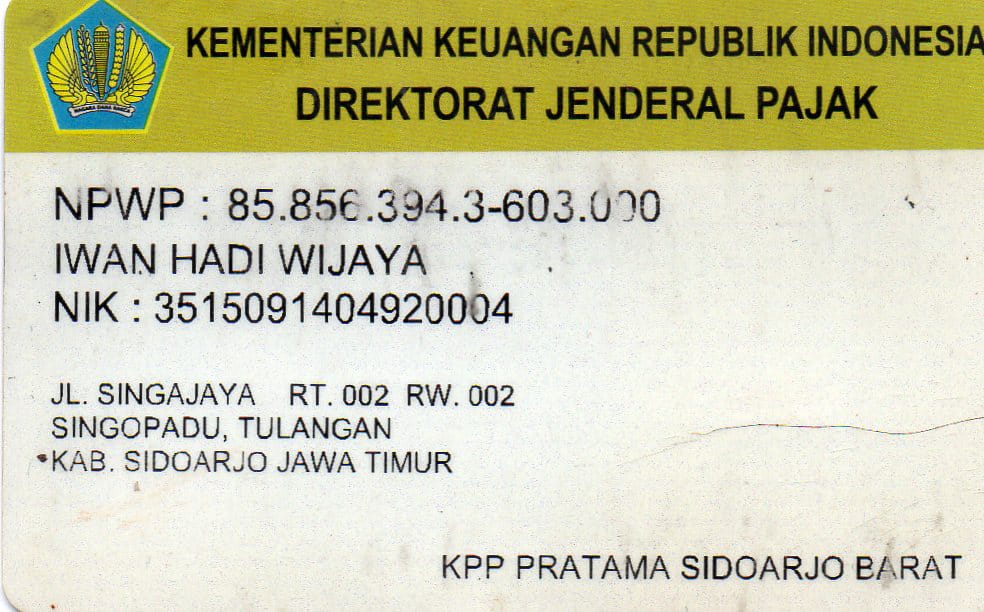 KEMENTERIAN KEUANGAN REPUBLIK INDONESIA
DIREKTORAT JENDERAL PAJAK
NPWP : 85.856.394.3-603.000
IWAN HADI WIJAYA
NIK : 3515091404920004
JL. SINGAJAYA RT. 002 RW. 002
SINGOPADU, TULANGAN
KAB. SIDOARJO JAWA TIMUR
KPP PRATAMA SIDOARJO BARAT